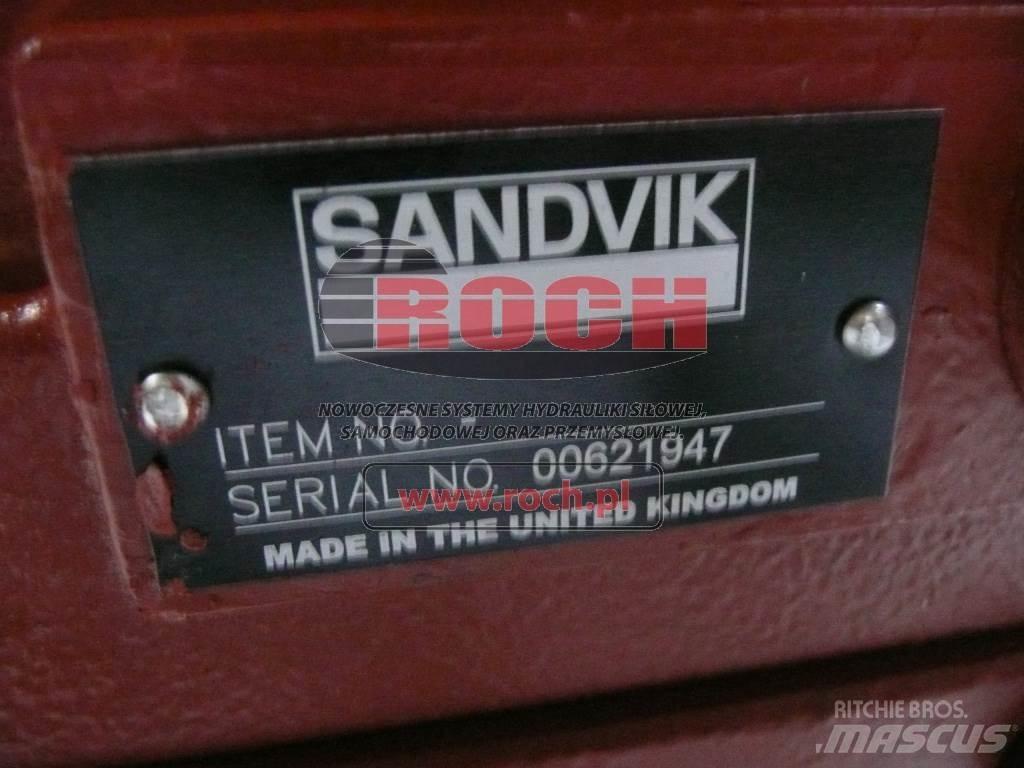 SANDVIK
ROCH
NOWOCZESNE SYSTEMY HYDRAULIKI SIŁOWEJ,
SAMOCHODOWEJ ORAZ PRZEMYSŁOWEJ.
ITEM NO.
SERIAL NO. 00621947
www.roch.pl
MADE IN THE UNITED KINGDOM
RITCHIE BROS.
MASCUS